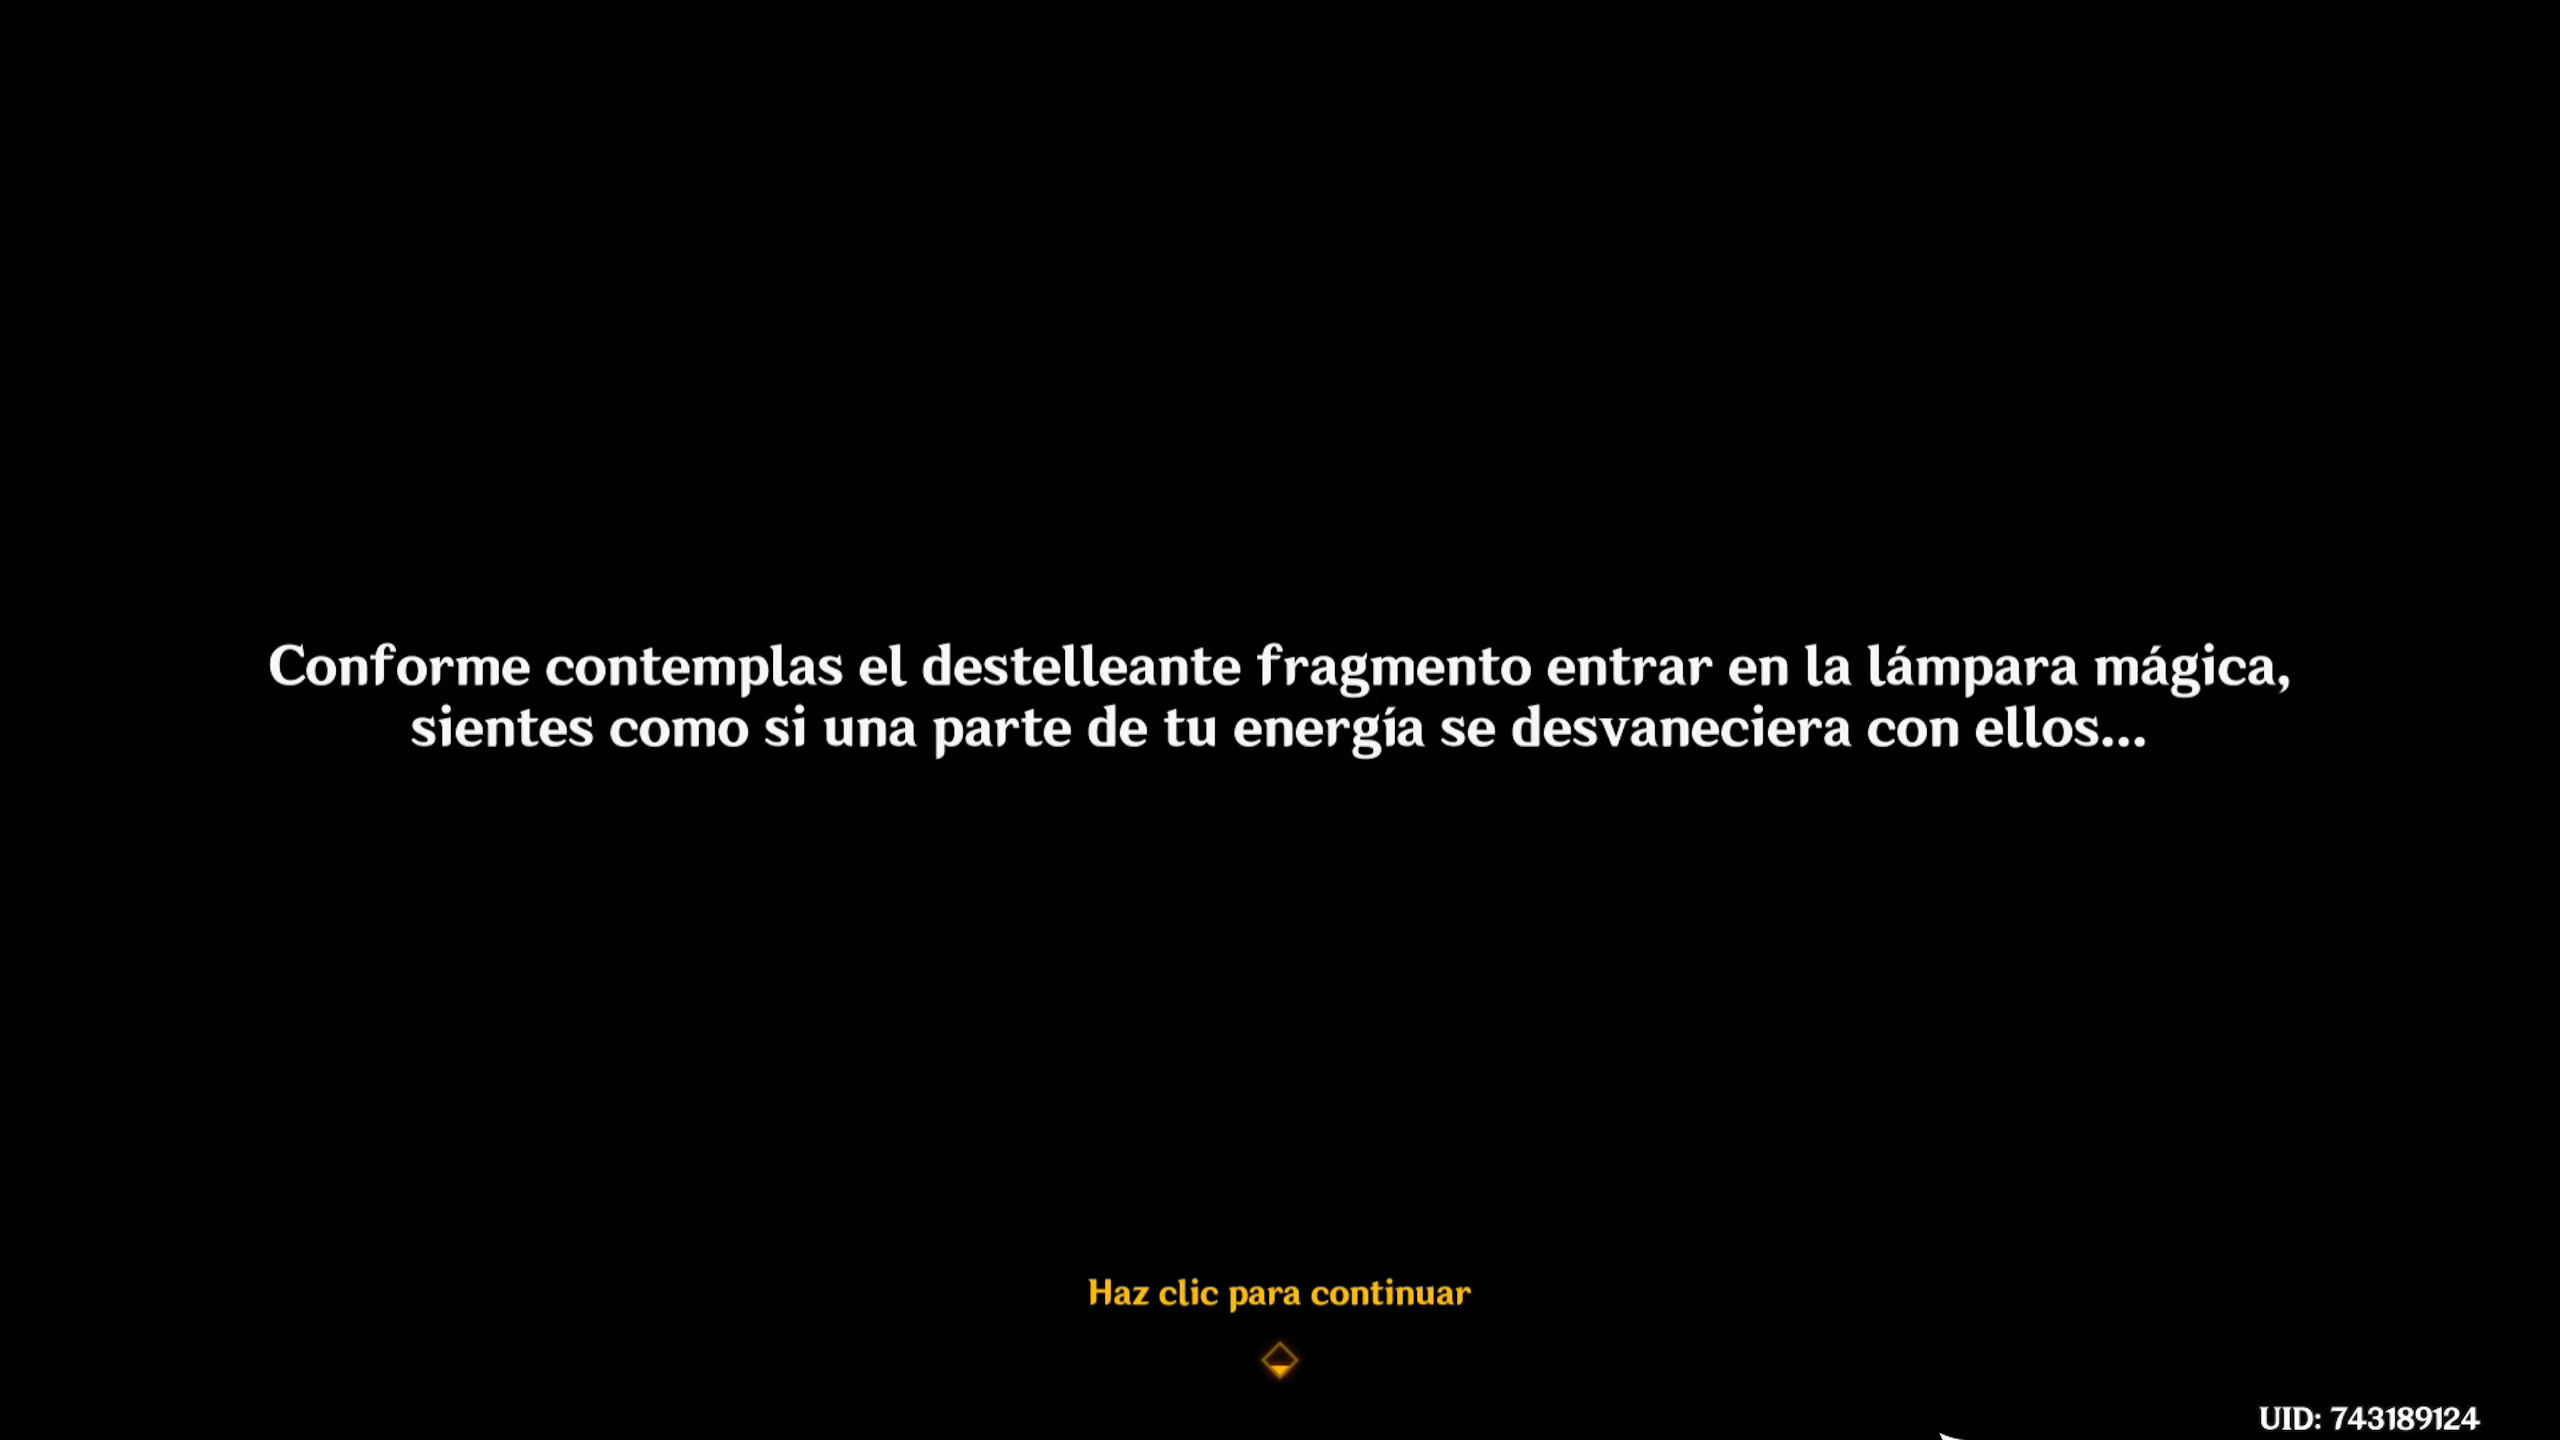 Conforme contemplas el destelleante fragmento entrar en la lámpara mágica,
sientes como si una parte de tu energía se desvaneciera con ellos...
Haz clic para continuar
UID: 743189124